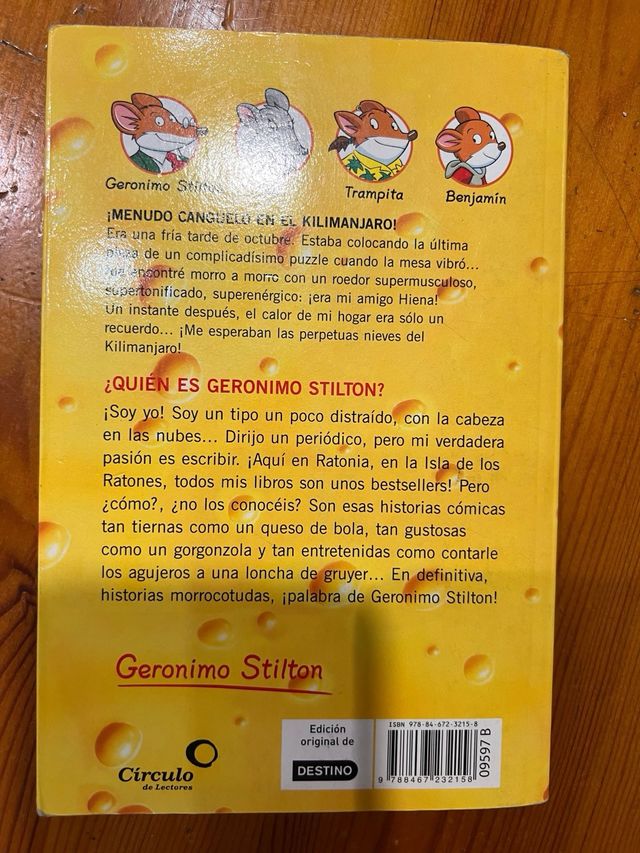 Geronimo Stilt
Trampita
Benjamín
¡MENUDO CANGUELO EN EL KILIMANJARO!
Era una fría tarde de octubre. Estaba colocando la última
pieza de un complicadísimo puzzle cuando la mesa vibró...
me encontré morro a morro con un roedor supermusculoso,
supertonificado, superenérgico: ¡era mi amigo Hiena!
Un instante después, el calor de mi hogar era sólo un
recuerdo... ¡Me esperaban las perpetuas nieves del
Kilimanjaro!
¿QUIÉN ES GERONIMO STILTON?
¡Soy yo! Soy un tipo un poco distraído, con la cabeza
en las nubes... Dirijo un periódico, pero mi verdadera
pasión es escribir. ¡Aquí en Ratonia, en la Isla de los
Ratones, todos mis libros son unos bestsellers! Pero
¿cómo?, ¿no los conocéis? Son esas historias cómicas
tan tiernas como un queso de bola, tan gustosas
como un gorgonzola y tan entretenidas como contarle
los agujeros a una loncha de gruyer... En definitiva,
historias morrocotudas, ¡palabra de Geronimo Stilton!
Geronimo Stilton
Círculo
de Lectores
Edición
original de
DESTINO
ISBN 978-84-672-3215-8
9 788467 232158
09597 B